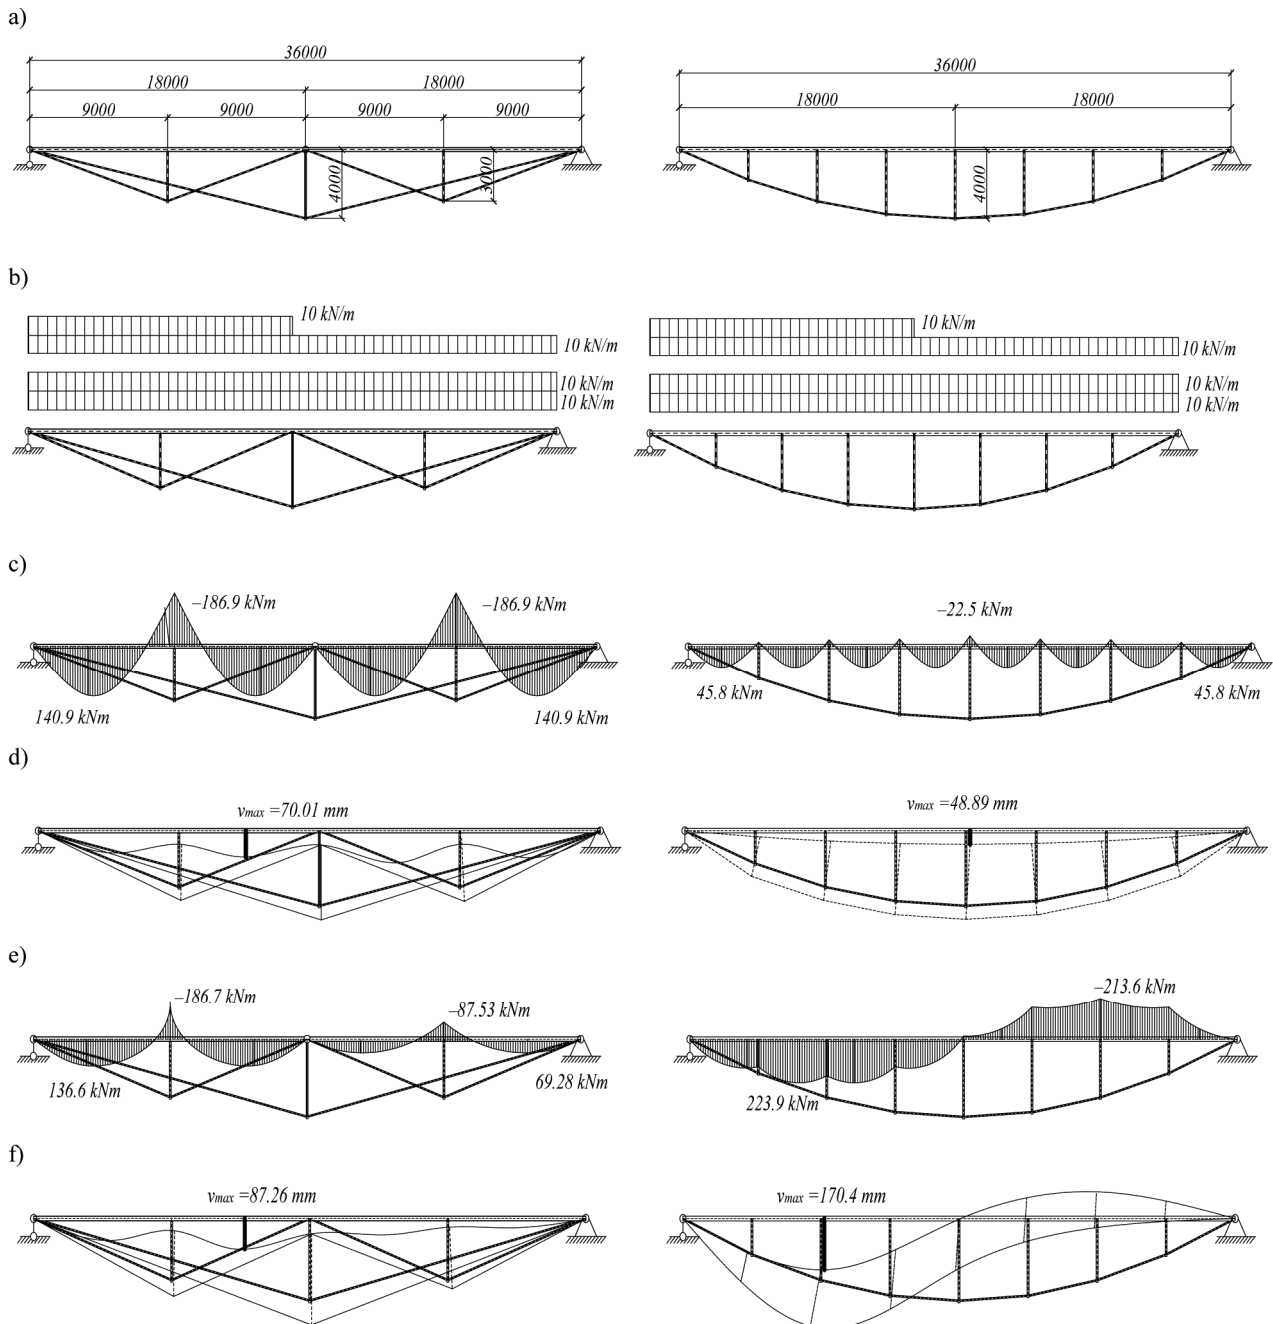 a)
36000
18000 18000
9000 9000 9000 9000
4000
3000
36000
18000 18000
4000
b)
10 kN/m
10 kN/m
10 kN/m
10 kN/m
10 kN/m
10 kN/m
10 kN/m
10 kN/m
c)
–186.9 kNm
–186.9 kNm
140.9 kNm
140.9 kNm
–22.5 kNm
45.8 kNm
45.8 kNm
d)
vmax =70.01 mm
vmax =48.89 mm
e)
–186.7 kNm
–87.53 kNm
136.6 kNm
69.28 kNm
–213.6 kNm
223.9 kNm
f)
vmax =87.26 mm
vmax =170.4 mm